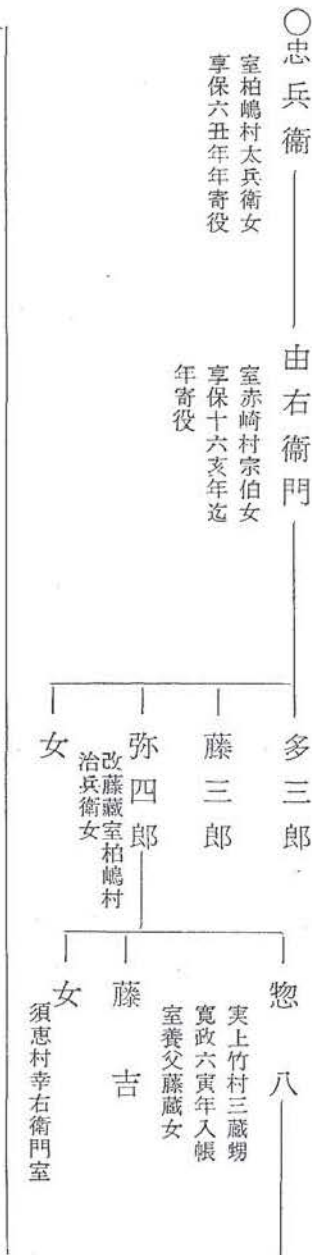 〇忠兵衞
室柏嶋村太兵衛女
享保六丑年年寄役
由右衞門
室赤崎村宗伯女
享保十六亥年迄
年寄役
多三郎
藤三郎
弥四郎
改藤藏室柏嶋村
治兵衛女
女
惣八
実上竹村三蔵甥
寛政六寅年入帳
室養父藤蔵女
藤吉
女
須恵村幸右衛門室